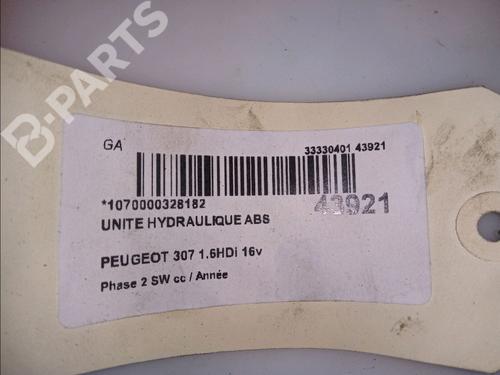 B-PARTS
GA
33330401 43921
*1070000328182
43921
UNITE HYDRAULIQUE ABS
PEUGEOT 307 1.6HDi 16v
Phase 2 SW cc / Année